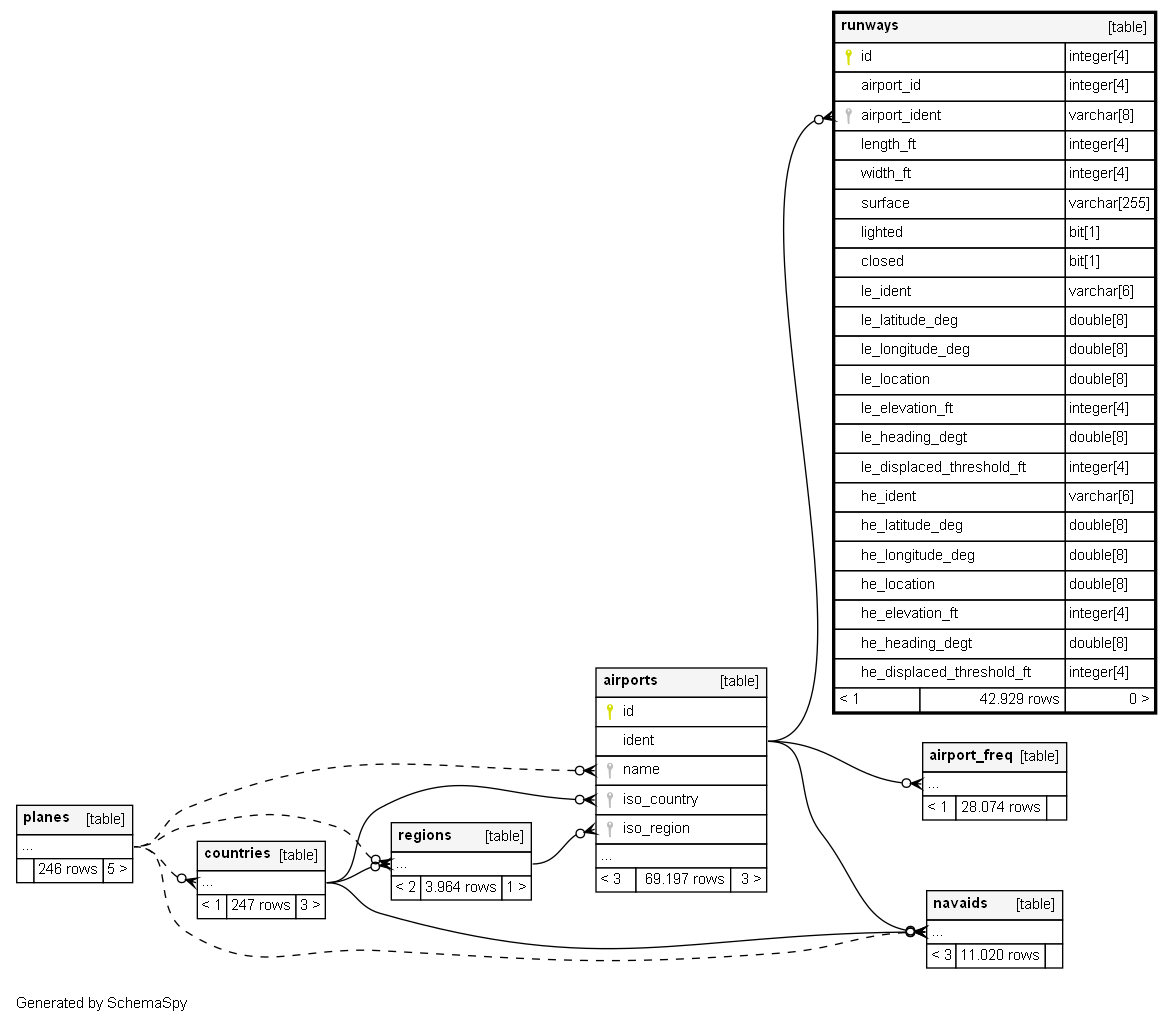 runways [table]
id integer[4]
airport_id integer[4]
airport_ident varchar[8]
length_ft integer[4]
width_ft integer[4]
surface varchar[255]
lighted bit[1]
closed bit[1]
le_ident varchar[6]
le_latitude_deg double[8]
le_longitude_deg double[8]
le_location double[8]
le_elevation_ft integer[4]
le_heading_degt double[8]
le_displaced_threshold_ft integer[4]
he_ident varchar[6]
he_latitude_deg double[8]
he_longitude_deg double[8]
he_location double[8]
he_elevation_ft integer[4]
he_heading_degt double[8]
he_displaced_threshold_ft integer[4]
< 1 42.929 rows 0 >
airports [table]
id
ident
name
iso_country
iso_region
...
< 3 69.197 rows 3 >
airport_freq [table]
...
< 1 28.074 rows
planes [table]
...
246 rows 5 >
countries [table]
...
< 1 247 rows 3 >
regions [table]
...
< 2 3.964 rows 1 >
navaids [table]
...
< 3 11.020 rows
Generated by SchemaSpy